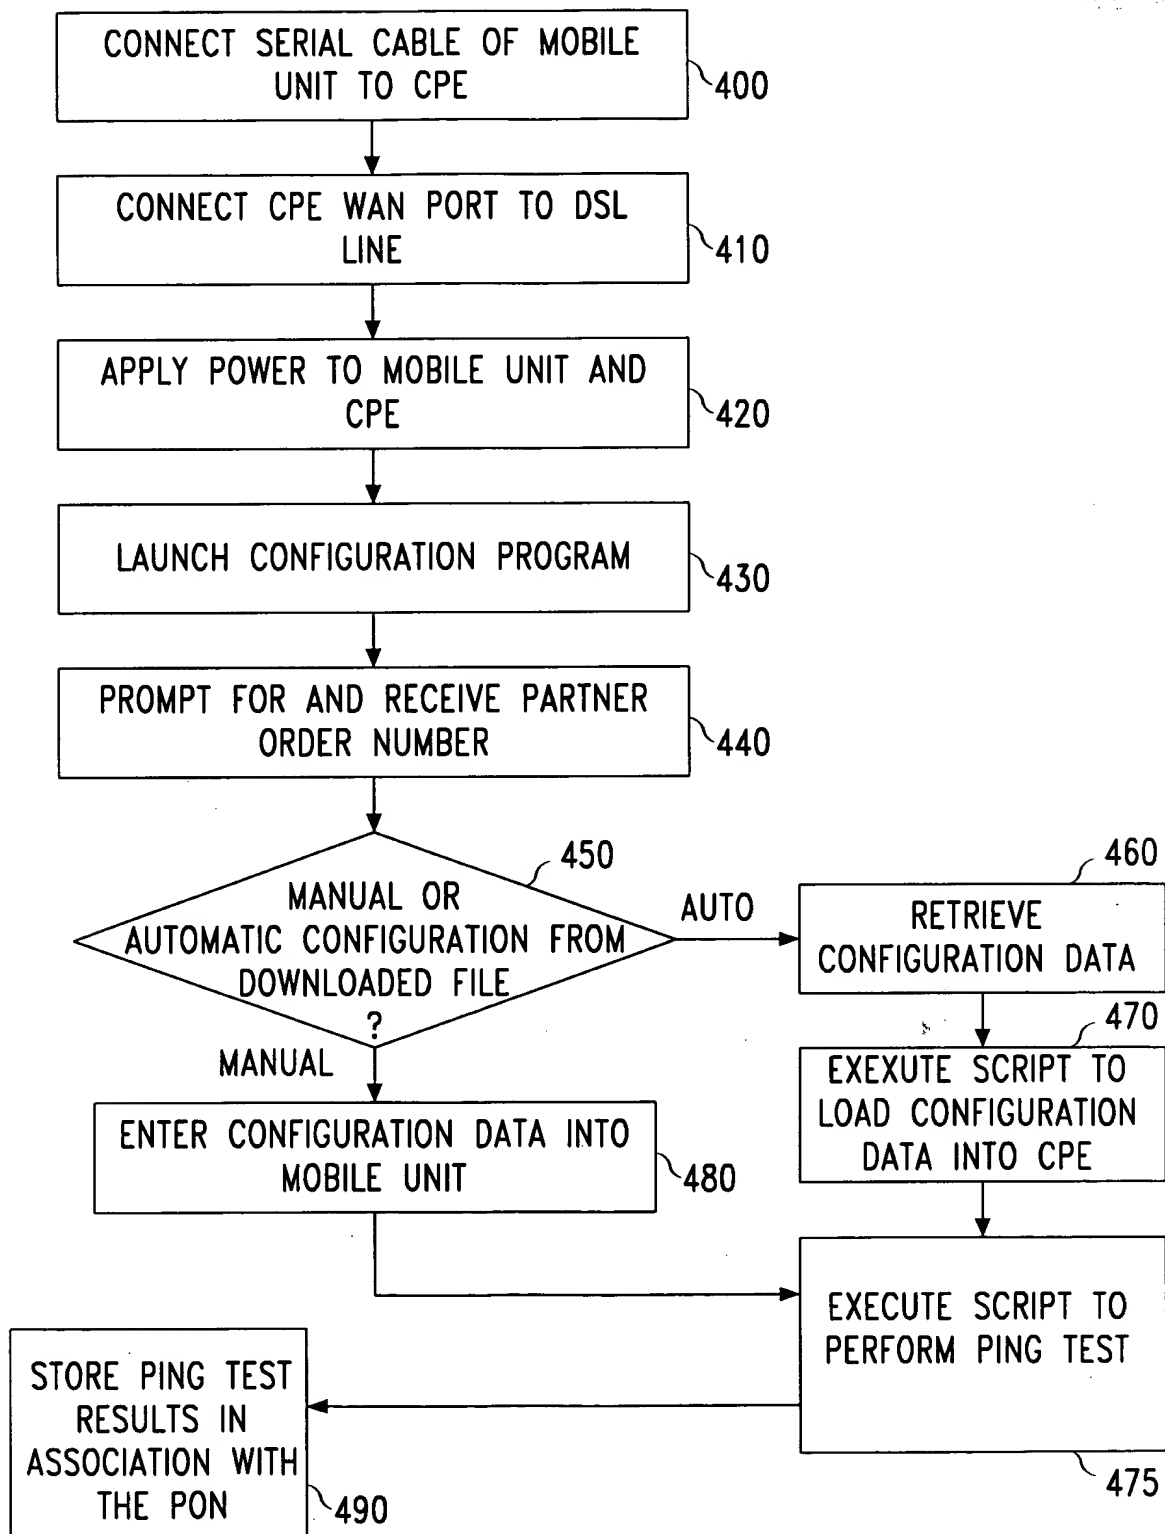 CONNECT SERIAL CABLE OF MOBILE
UNIT TO CPE
400
CONNECT CPE WAN PORT TO DSL
LINE
410
APPLY POWER TO MOBILE UNIT AND
CPE
420
LAUNCH CONFIGURATION PROGRAM
430
PROMPT FOR AND RECEIVE PARTNER
ORDER NUMBER
440
450
MANUAL OR
AUTOMATIC CONFIGURATION FROM
DOWNLOADED FILE
?
AUTO
MANUAL
460
RETRIEVE
CONFIGURATION DATA
470
EXEXUTE SCRIPT TO
LOAD CONFIGURATION
DATA INTO CPE
ENTER CONFIGURATION DATA INTO
MOBILE UNIT
480
EXECUTE SCRIPT TO
PERFORM PING TEST
475
STORE PING TEST
RESULTS IN
ASSOCIATION WITH
THE PON
490